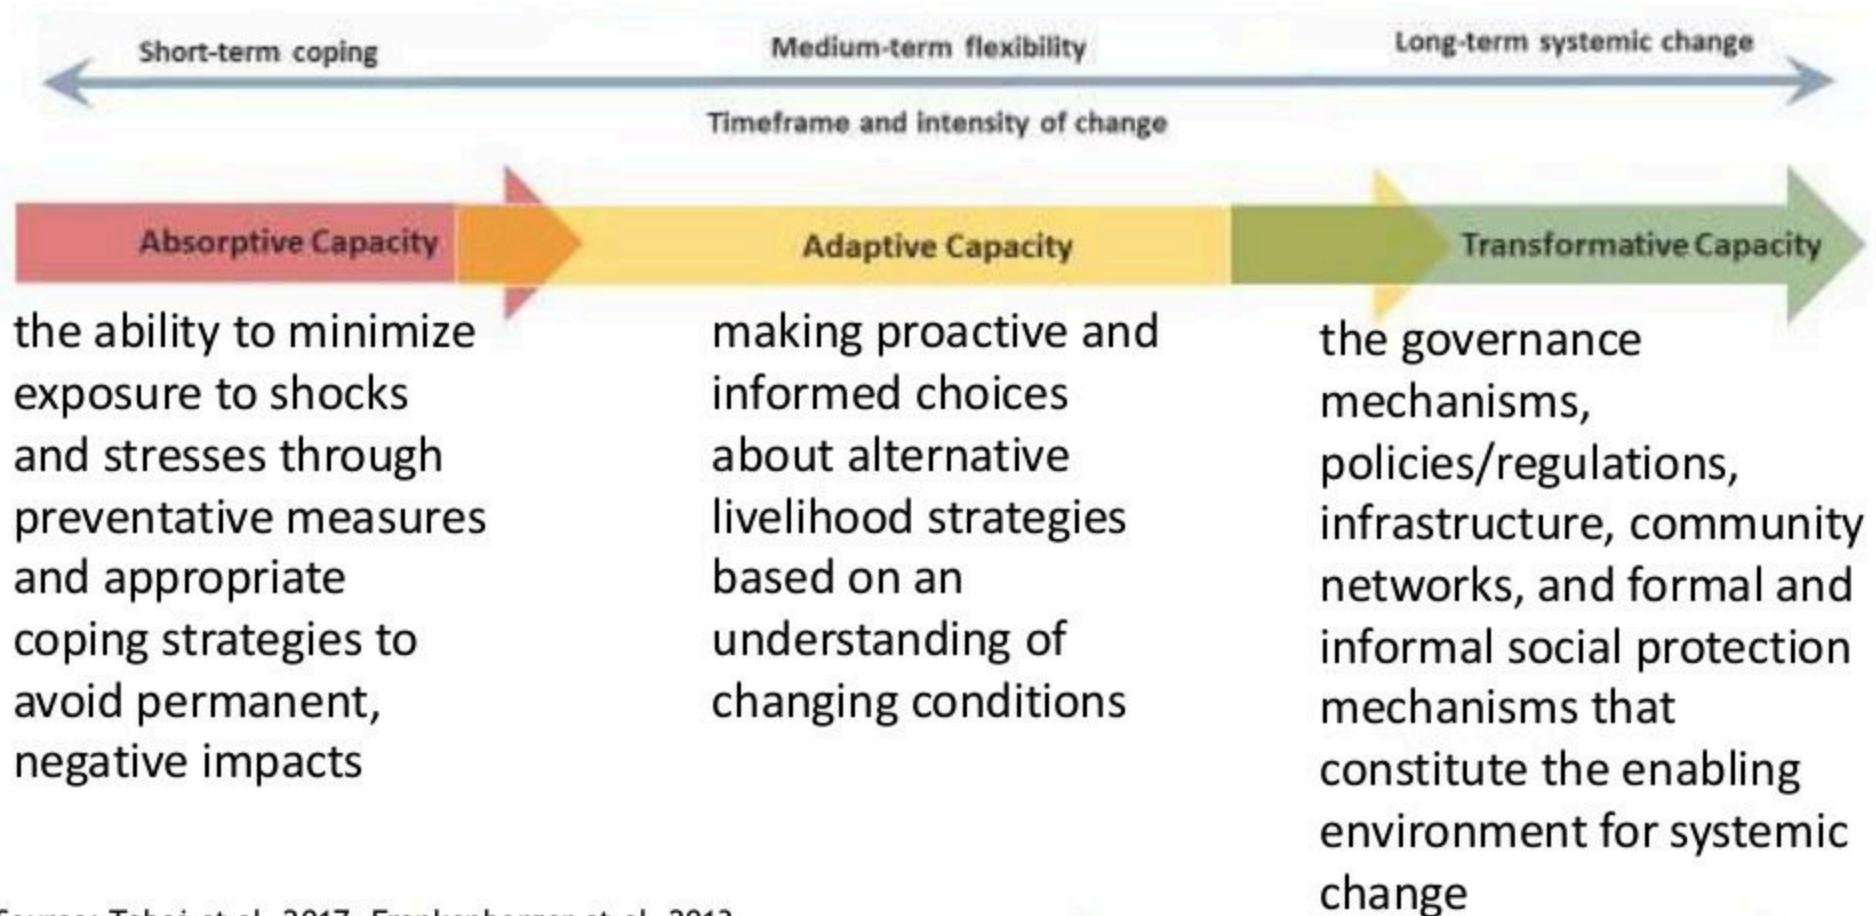 Short-term coping
Medium-term flexibility
Long-term systemic change
Timeframe and intensity of change
Absorptive Capacity
Adaptive Capacity
Transformative Capacity
the ability to minimize
exposure to shocks
and stresses through
preventative measures
and appropriate
coping strategies to
avoid permanent,
negative impacts
making proactive and
informed choices
about alternative
livelihood strategies
based on an
understanding of
changing conditions
the governance
mechanisms,
policies/regulations,
infrastructure, community
networks, and formal and
informal social protection
mechanisms that
constitute the enabling
environment for systemic
change